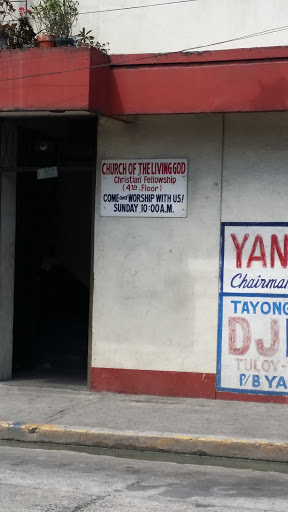 CHURCH OF THE LIVING GOD
Christian Fellowship
(4th. Floor)
COME and WORSHIP WITH US!
SUNDAY 10:00 A.M.
YAN
Chairman
TAYONG
DJ
TULOY-
P/B YA